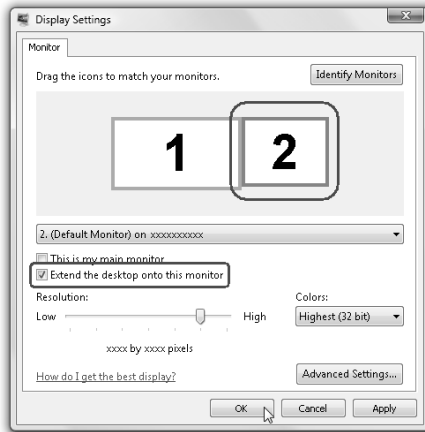 Display Settings
Monitor
Drag the icons to match your monitors.
Identify Monitors
1
2
2. (Default Monitor) on xxxxxxxxxx
This is my main monitor
Extend the desktop onto this monitor
Resolution:
Colors:
Low
High
Highest (32 bit)
xxxx by xxxx pixels
How do I get the best display?
Advanced Settings...
OK
Cancel
Apply